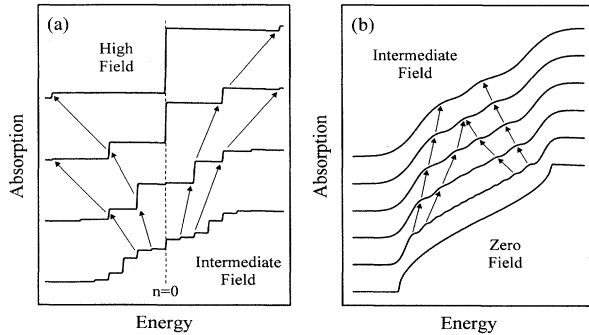 (a)
High
Field
Absorption
Intermediate
Field
n=0
Energy
(b)
Intermediate
Field
Absorption
Zero
Field
Energy